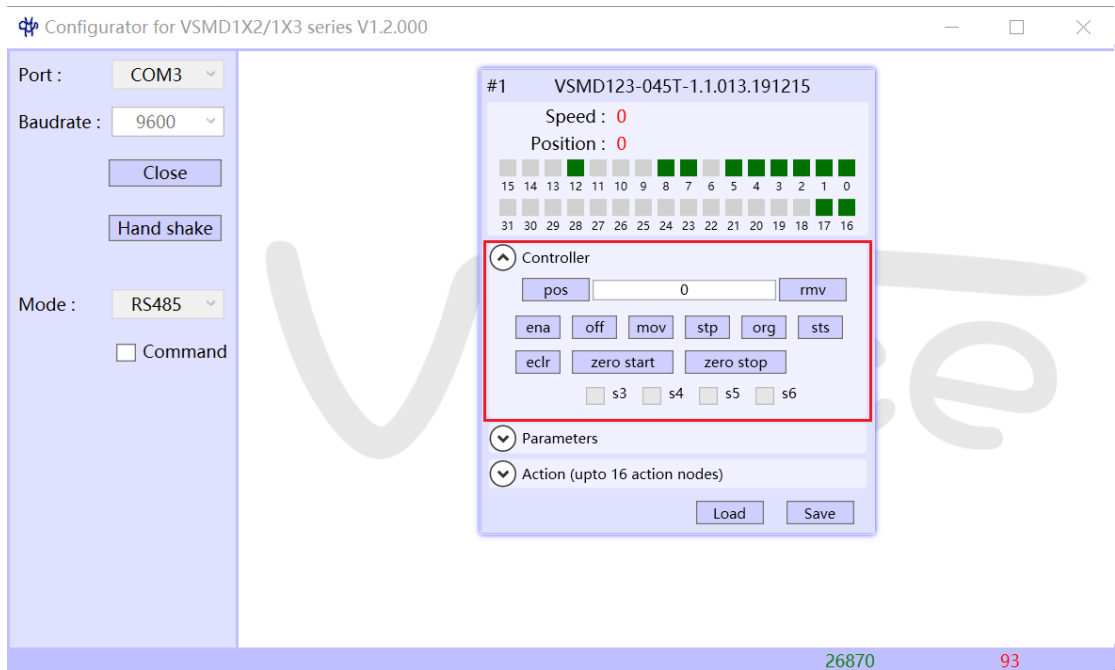 Configurator for VSMD1X2/1X3 series V1.2.000
Port : COM3
Baudrate : 9600
Close
Hand shake
Mode : RS485
Command
#1 VSMD123-045T-1.1.013.191215
Speed : 0
Position : 0
15 14 13 12 11 10 9 8 7 6 5 4 3 2 1 0
31 30 29 28 27 26 25 24 23 22 21 20 19 18 17 16
Controller
pos 0 rmv
ena off mov stp org sts
eclr zero start zero stop
s3 s4 s5 s6
Parameters
Action (upto 16 action nodes)
Load Save
26870 93